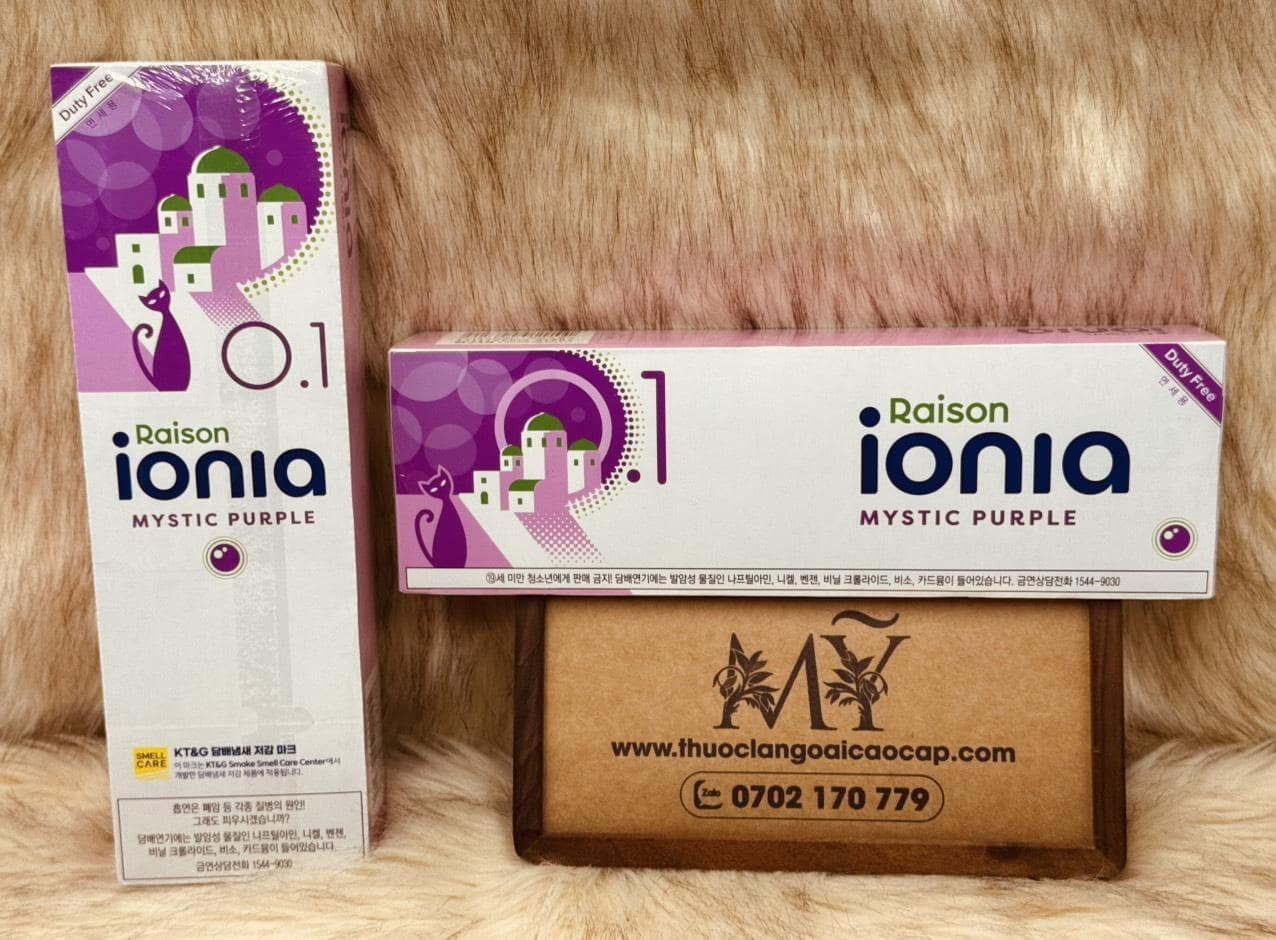 Duty Free
면세용
0.1
Raison
ionia
MYSTIC PURPLE
SMELL
CARE
KT&G 담배냄새 저감 마크
이 마크는 KT&G Smoke Smell Care Center에서
개발한 담배냄새 저감 제품에 적용됩니다.
흡연은 폐암 등 각종 질병의 원인!
그래도 피우시겠습니까?
담배연기에는 발암성 물질인 나프틸아민, 니켈, 벤젠,
비닐 크롤라이드, 비소, 카드뮴이 들어있습니다.
금연상담전화 1544-9030
ionia
Duty Free
면세용
.1
Raison
ionia
MYSTIC PURPLE
⑲세 미만 청소년에게 판매 금지! 담배연기에는 발암성 물질인 나프틸아민, 니켈, 벤젠, 비닐 크롤라이드, 비소, 카드뮴이 들어있습니다. 금연상담전화 1544-9030
MỸ
www.thuoclangoaicaocap.com
Zalo 0702 170 779